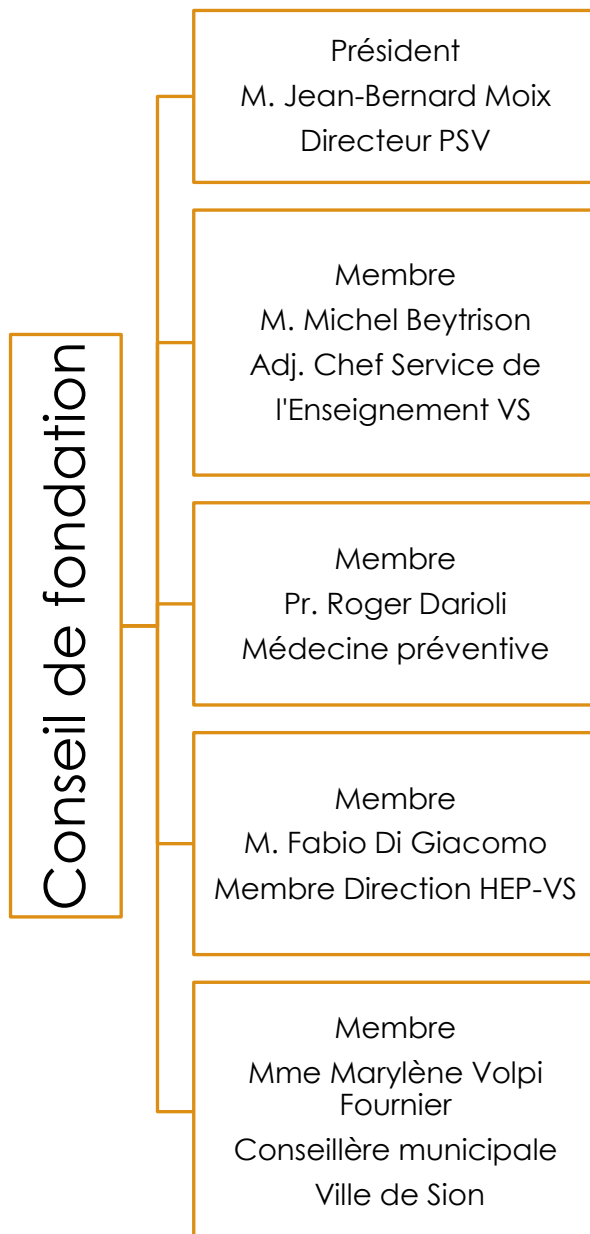 Conseil de fondation
Président
M. Jean-Bernard Moix
Directeur PSV
Membre
M. Michel Beytrison
Adj. Chef Service de
l'Enseignement VS
Membre
Pr. Roger Darioli
Médecine préventive
Membre
M. Fabio Di Giacomo
Membre Direction HEP-VS
Membre
Mme Marylène Volpi
Fournier
Conseillère municipale
Ville de Sion